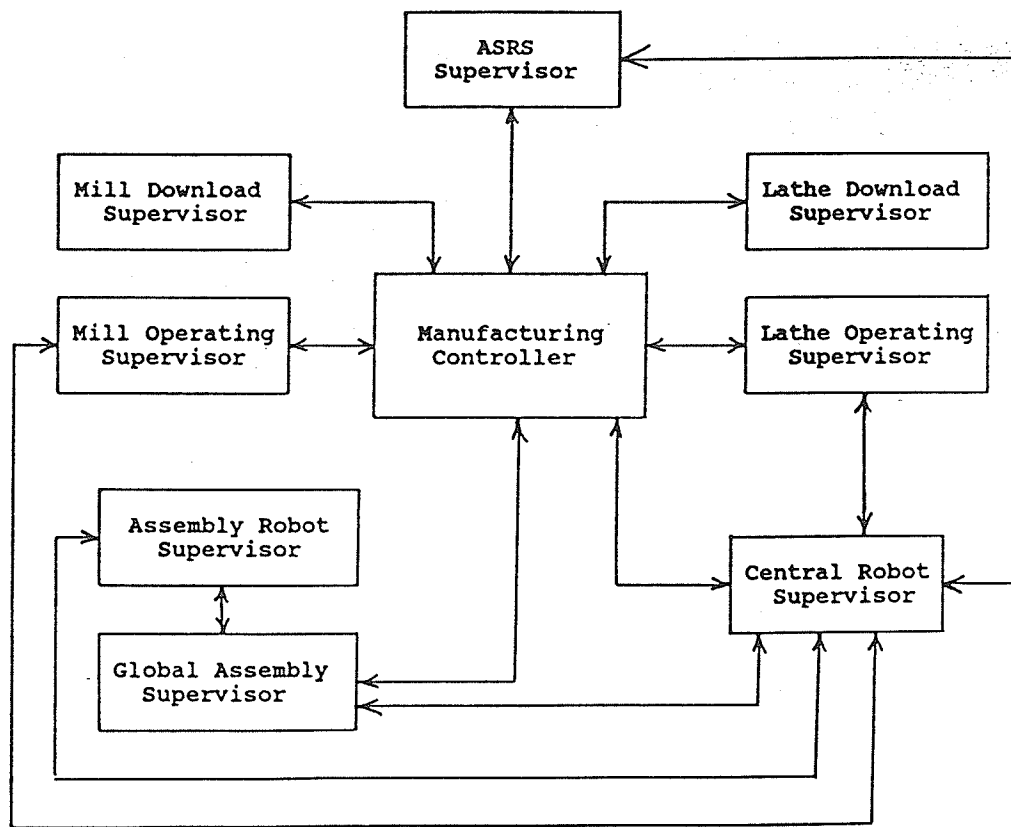 ASRS
Supervisor
Mill Download
Supervisor
Lathe Download
Supervisor
Mill Operating
Supervisor
Manufacturing
Controller
Lathe Operating
Supervisor
Assembly Robot
Supervisor
Central Robot
Supervisor
Global Assembly
Supervisor